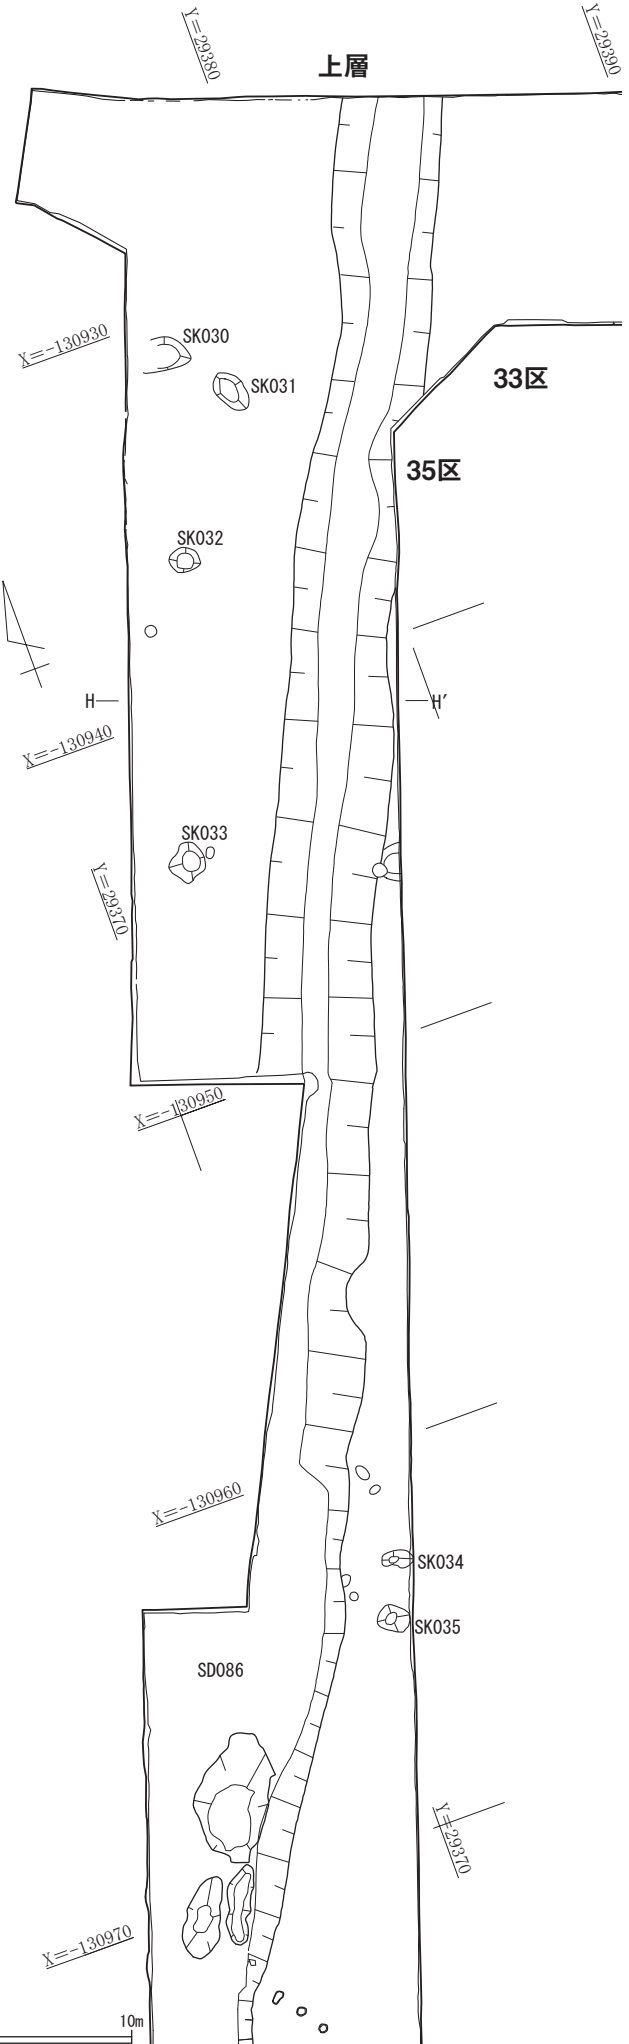 Y=29380
Y=29390
上層
X=-130930
SK030
SK031
33区
35区
SK032
H
H′
X=-130940
SK033
Y=29370
X=-130950
X=-130960
SK034
SK035
SD086
Y=29370
X=-130970
10m